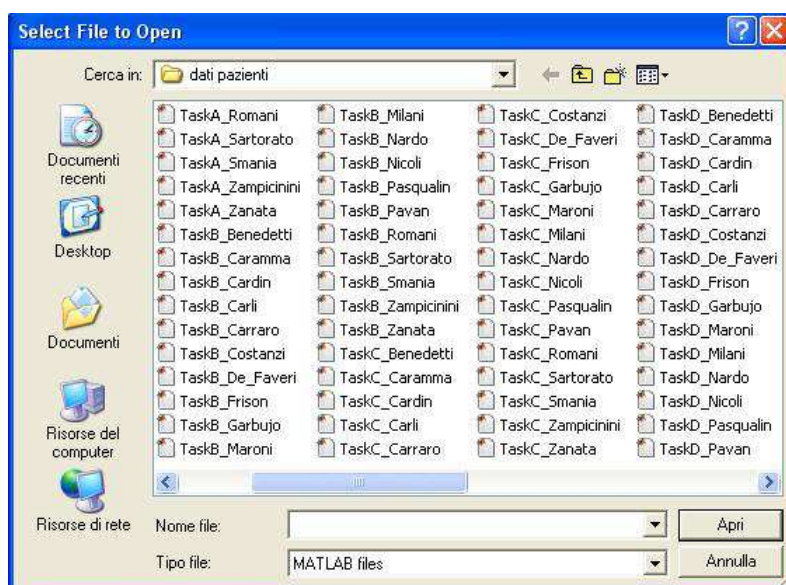 Select File to Open
Cerca in: dati pazienti
Documenti recenti
Desktop
Documenti
Risorse del computer
Risorse di rete
TaskA_Romani
TaskA_Sartorato
TaskA_Smania
TaskA_Zampicinini
TaskA_Zanata
TaskB_Benedetti
TaskB_Caramma
TaskB_Cardin
TaskB_Carli
TaskB_Carraro
TaskB_Costanzi
TaskB_De_Faveri
TaskB_Frison
TaskB_Garbujo
TaskB_Maroni
TaskB_Milani
TaskB_Nardo
TaskB_Nicoli
TaskB_Pasqualin
TaskB_Pavan
TaskB_Romani
TaskB_Sartorato
TaskB_Smania
TaskB_Zampicinini
TaskB_Zanata
TaskC_Benedetti
TaskC_Caramma
TaskC_Cardin
TaskC_Carli
TaskC_Carraro
TaskC_Costanzi
TaskC_De_Faveri
TaskC_Frison
TaskC_Garbujo
TaskC_Maroni
TaskC_Milani
TaskC_Nardo
TaskC_Nicoli
TaskC_Pasqualin
TaskC_Pavan
TaskC_Romani
TaskC_Sartorato
TaskC_Smania
TaskC_Zampicinini
TaskC_Zanata
TaskD_Benedetti
TaskD_Caramma
TaskD_Cardin
TaskD_Carli
TaskD_Carraro
TaskD_Costanzi
TaskD_De_Faveri
TaskD_Frison
TaskD_Garbujo
TaskD_Maroni
TaskD_Milani
TaskD_Nardo
TaskD_Nicoli
TaskD_Pasqualin
TaskD_Pavan
Nome file:
Apri
Tipo file: MATLAB files
Annulla